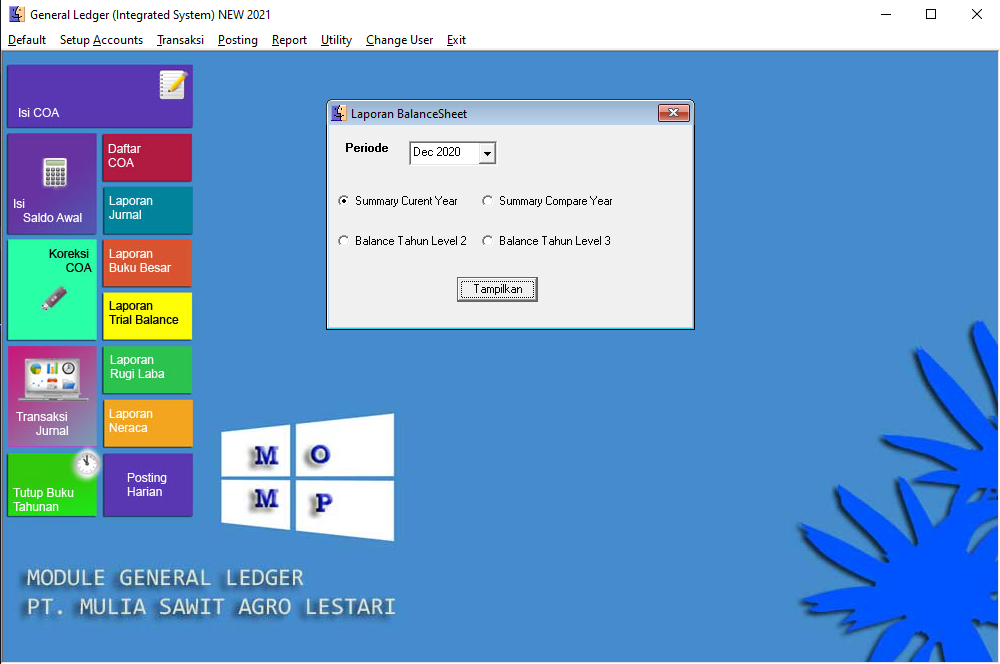 General Ledger (Integrated System) NEW 2021
Default Setup Accounts Transaksi Posting Report Utility Change User Exit
Isi COA
Isi
Saldo Awal
Daftar
COA
Laporan
Jurnal
Koreksi
COA
Laporan
Buku Besar
Laporan
Trial Balance
Transaksi
Jurnal
Laporan
Rugi Laba
Laporan
Neraca
Tutup Buku
Tahunan
Posting
Harian
Laporan BalanceSheet
Periode Dec 2020
Summary Curent Year Summary Compare Year
Balance Tahun Level 2 Balance Tahun Level 3
Tampilkan
M O
M P
MODULE GENERAL LEDGER
PT. MULIA SAWIT AGRO LESTARI